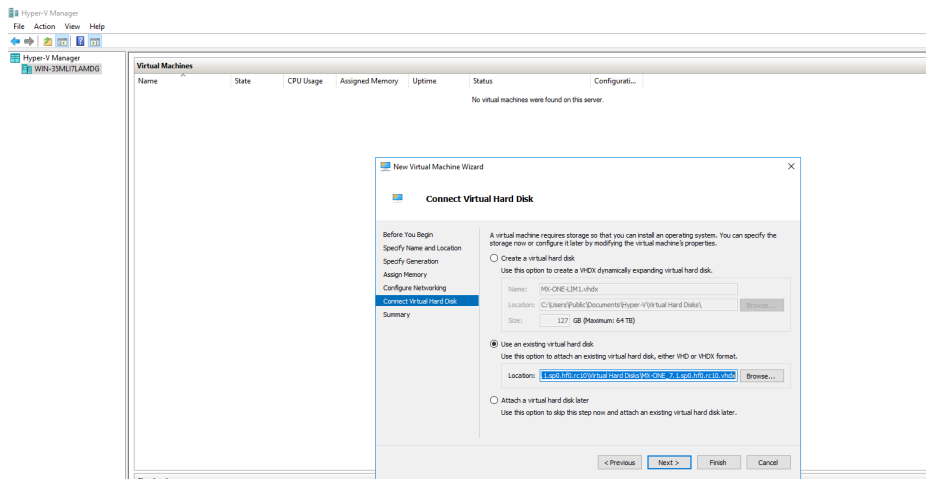 Hyper-V Manager
File Action View Help
Hyper-V Manager
WIN-35MLI7LAMDG
Virtual Machines
Name State CPU Usage Assigned Memory Uptime Status Configurati...
No virtual machines were found on this server.
New Virtual Machine Wizard
Connect Virtual Hard Disk
Before You Begin
Specify Name and Location
Specify Generation
Assign Memory
Configure Networking
Connect Virtual Hard Disk
Summary
A virtual machine requires storage so that you can install an operating system. You can specify the
storage now or configure it later by modifying the virtual machine's properties.
Create a virtual hard disk
Use this option to create a VHDX dynamically expanding virtual hard disk.
Name: MX-ONE-LIM1.vhdx
Location: C:\Users\Public\Documents\Hyper-V\Virtual Hard Disks\ Browse...
Size: 127 GB (Maximum: 64 TB)
Use an existing virtual hard disk
Use this option to attach an existing virtual hard disk, either VHD or VHDX format.
Location: 1.sp0.hf0.rc10\Virtual Hard Disks\MX-ONE_7.1.sp0.hf0.rc10.vhdx Browse...
Attach a virtual hard disk later
Use this option to skip this step now and attach an existing virtual hard disk later.
< Previous Next > Finish Cancel